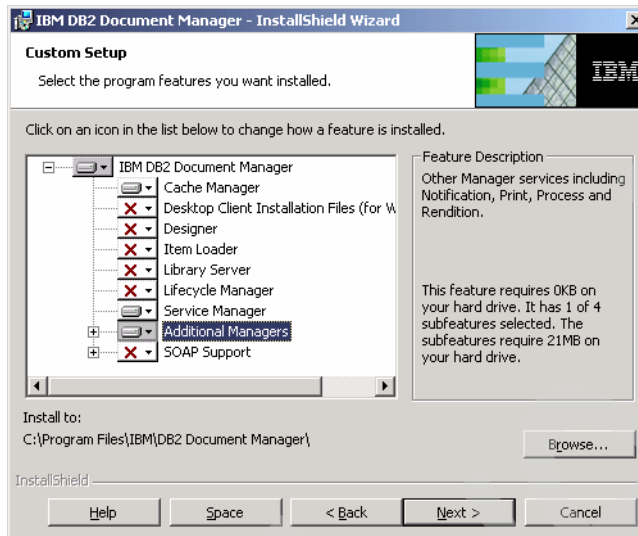 IBM DB2 Document Manager - InstallShield Wizard
Custom Setup
Select the program features you want installed.
IBM
Click on an icon in the list below to change how a feature is installed.
IBM DB2 Document Manager
Cache Manager
Desktop Client Installation Files (for W
Designer
Item Loader
Library Server
Lifecycle Manager
Service Manager
Additional Managers
SOAP Support
Feature Description
Other Manager services including
Notification, Print, Process and
Rendition.
This feature requires 0KB on
your hard drive. It has 1 of 4
subfeatures selected. The
subfeatures require 21MB on
your hard drive.
Install to:
C:\Program Files\IBM\DB2 Document Manager\
Browse...
InstallShield
Help
Space
< Back
Next >
Cancel